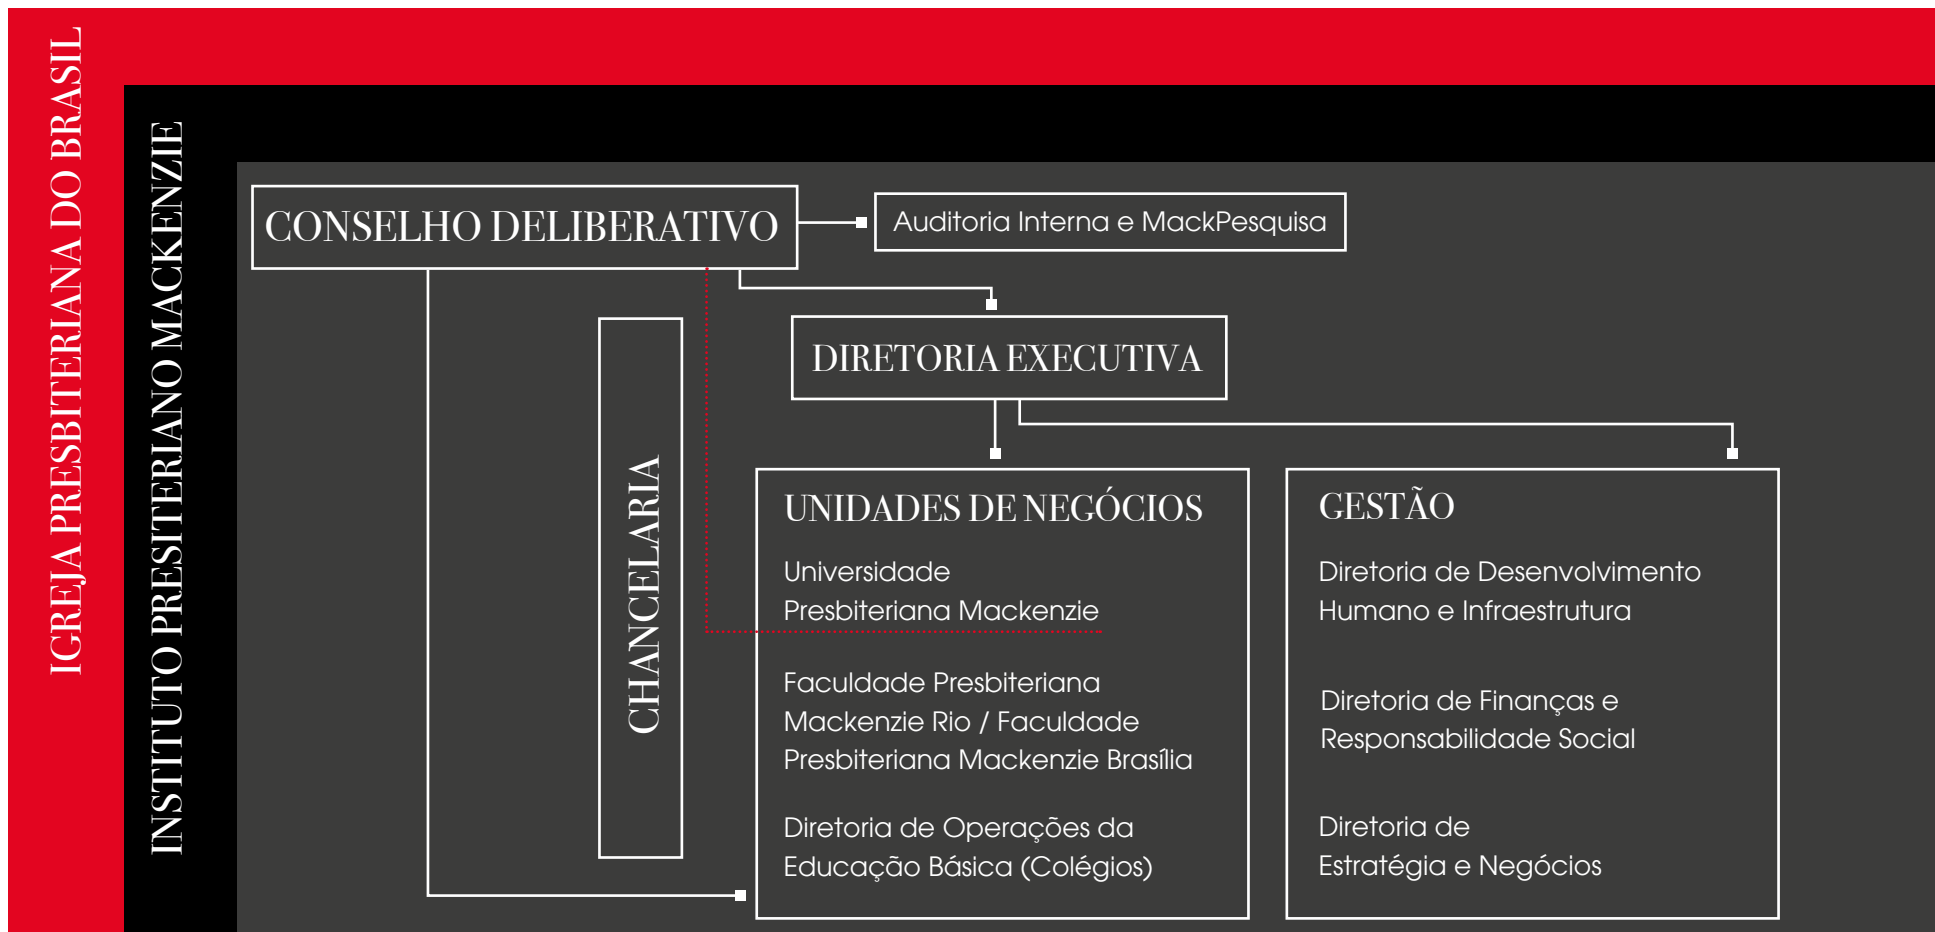 IGREJA PRESBITERIANA DO BRASIL
INSTITUTO PRESITERIANO MACKENZIE
CONSELHO DELIBERATIVO
Auditoria Interna e MackPesquisa
DIRETORIA EXECUTIVA
CHANCELARIA
UNIDADES DE NEGÓCIOS
Universidade
Presbiteriana Mackenzie
Faculdade Presbiteriana
Mackenzie Rio / Faculdade
Presbiteriana Mackenzie Brasília
Diretoria de Operações da
Educação Básica (Colégios)
GESTÃO
Diretoria de Desenvolvimento
Humano e Infraestrutura
Diretoria de Finanças e
Responsabilidade Social
Diretoria de
Estratégia e Negócios